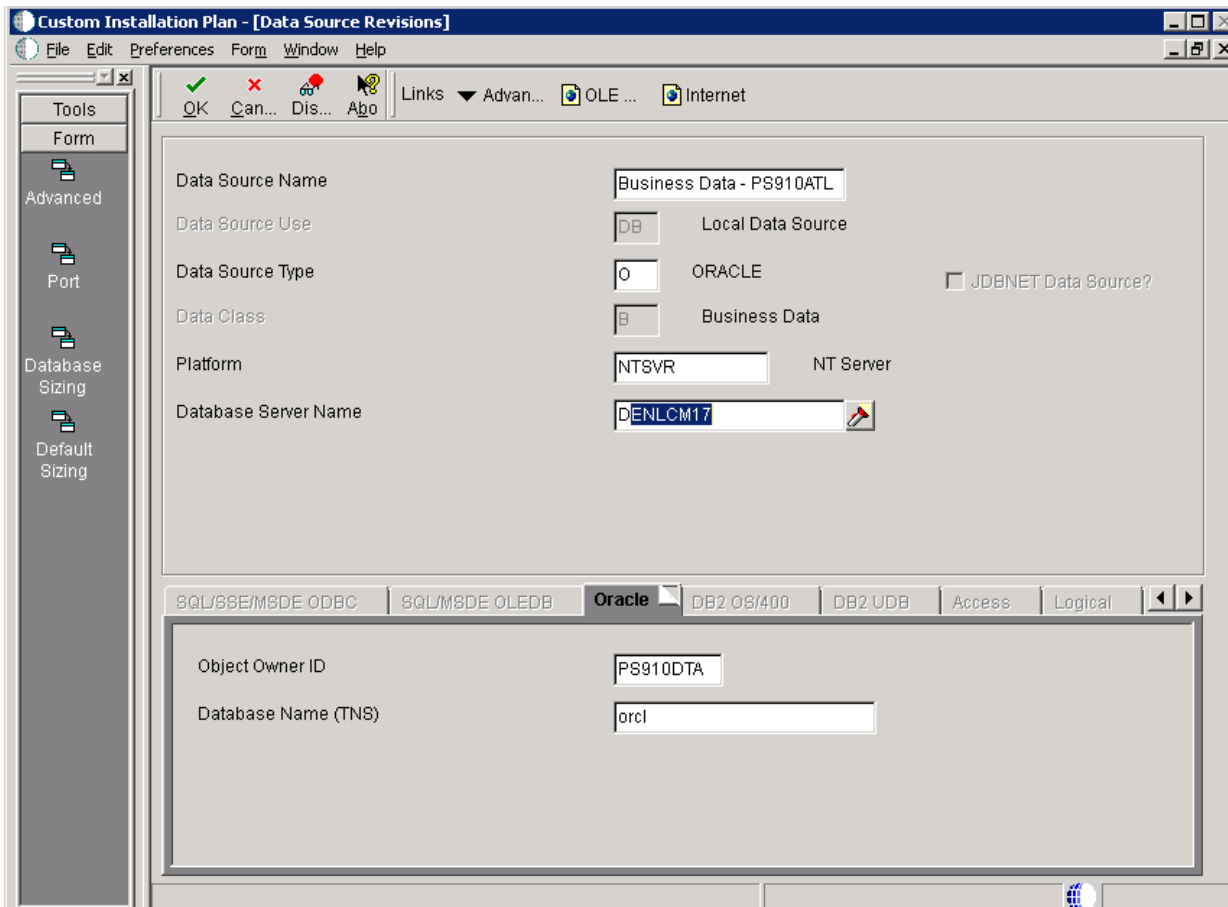 Custom Installation Plan - [Data Source Revisions]
File Edit Preferences Form Window Help
Tools
Form
Advanced
Port
Database
Sizing
Default
Sizing
OK Can... Dis... Abo Links Advan... OLE ... Internet
Data Source Name Business Data - PS910ATL
Data Source Use DB Local Data Source
Data Source Type O ORACLE JDBNET Data Source?
Data Class B Business Data
Platform NTSVR NT Server
Database Server Name DENLCM17
SQL/SSE/MSDE ODBC SQL/MSDE OLEDB Oracle DB2 OS/400 DB2 UDB Access Logical
Object Owner ID PS910DTA
Database Name (TNS) orcl